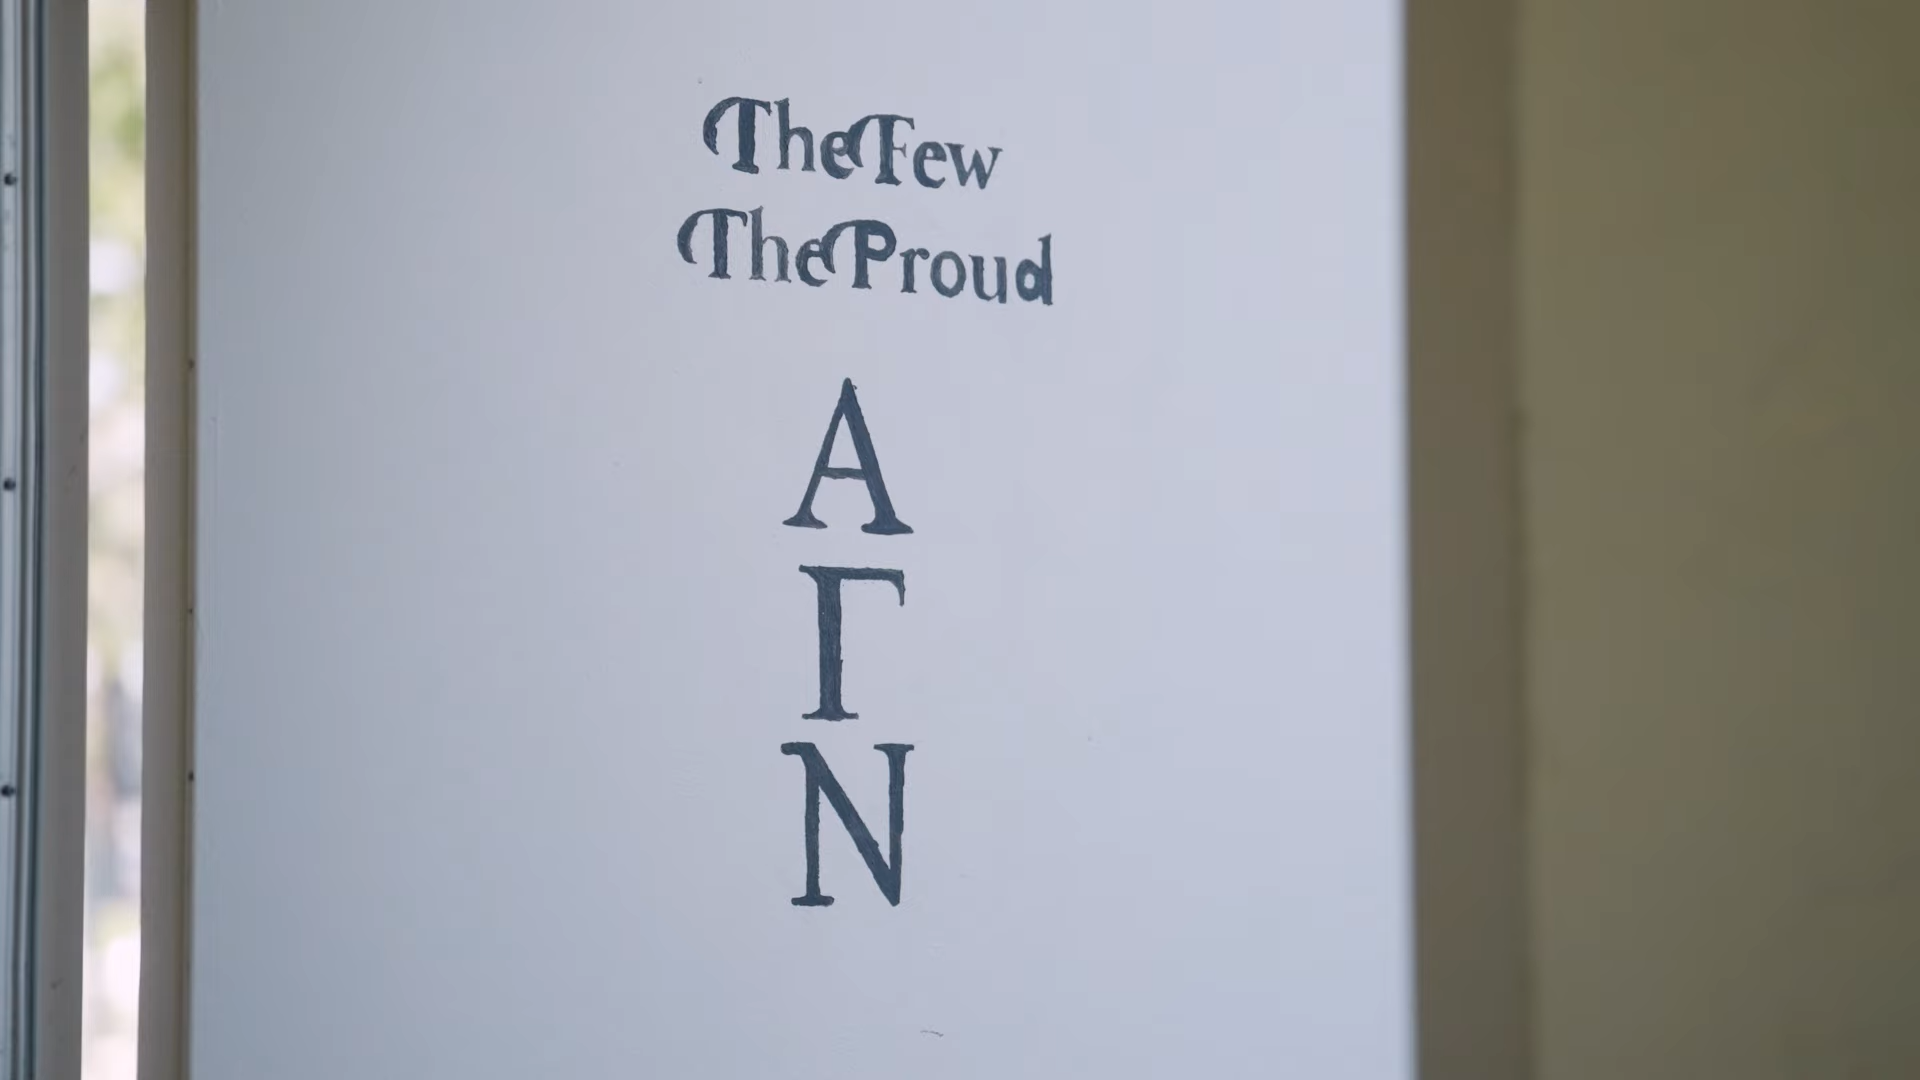 The Few
The Proud
Α
Γ
Ν